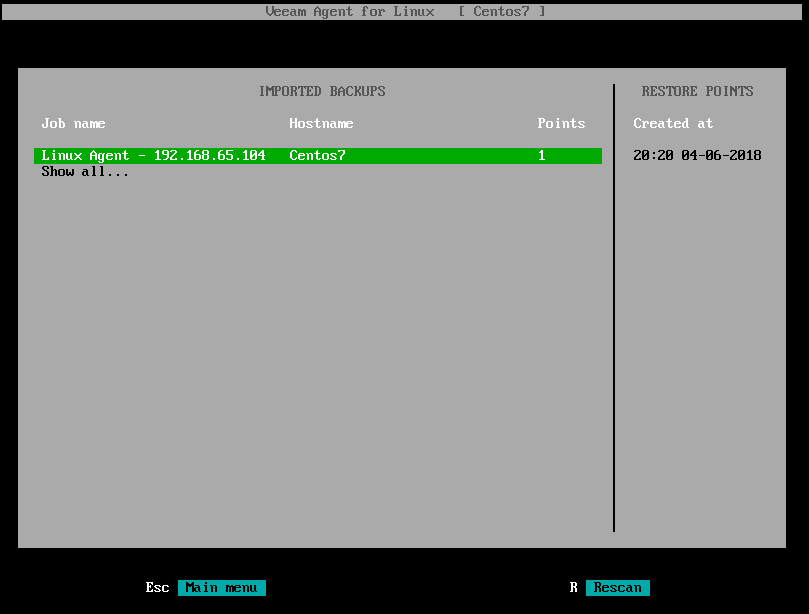 Veeam Agent for Linux [ Centos7 ]
IMPORTED BACKUPS RESTORE POINTS
Job name Hostname Points Created at
Linux Agent - 192.168.65.104 Centos7 1 20:20 04-06-2018
Show all...
Esc Main menu R Rescan